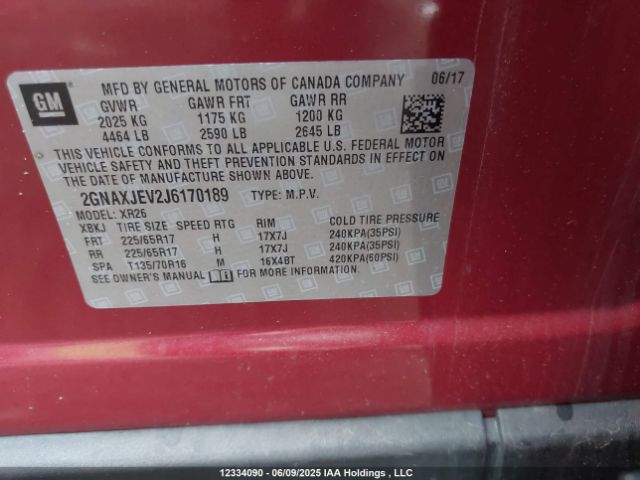 GM
MFD BY GENERAL MOTORS OF CANADA COMPANY 06/17
GVWR GAWR FRT GAWR RR
2025 KG 1175 KG 1200 KG
4464 LB 2590 LB 2645 LB
THIS VEHICLE CONFORMS TO ALL APPLICABLE U.S. FEDERAL MOTOR
VEHICLE SAFETY AND THEFT PREVENTION STANDARDS IN EFFECT ON
THE DATE OF MANUFACTURE SHOWN ABOVE.
2GNAXJEV2J6170189 TYPE: M.P.V.
MODEL: XR26
XBKJ TIRE SIZE SPEED RTG RIM COLD TIRE PRESSURE
FRT 225/65R17 H 17X7J 240KPA(35PSI)
RR 225/65R17 H 17X7J 240KPA(35PSI)
SPA T135/70R16 M 16X4BT 420KPA(60PSI)
SEE OWNER'S MANUAL FOR MORE INFORMATION
12334090 - 06/09/2025 IAA Holdings , LLC